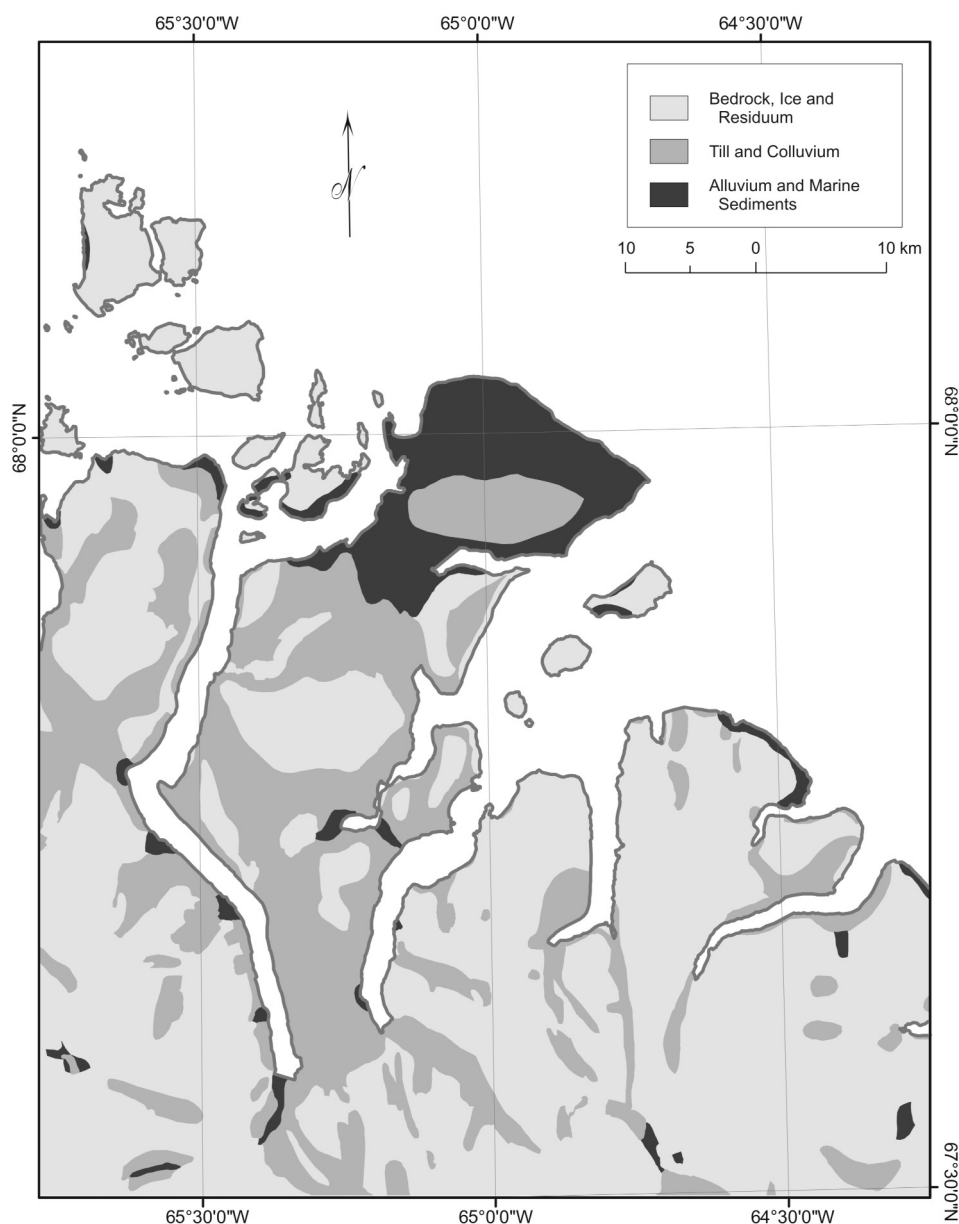 65°30'0"W 65°0'0"W 64°30'0"W
Bedrock, Ice and
Residuum
Till and Colluvium
Alluvium and Marine
Sediments
N
10 5 0 10 km
68°0'0"N
68°0'0"N
67°30'0"N
65°30'0"W 65°0'0"W 64°30'0"W